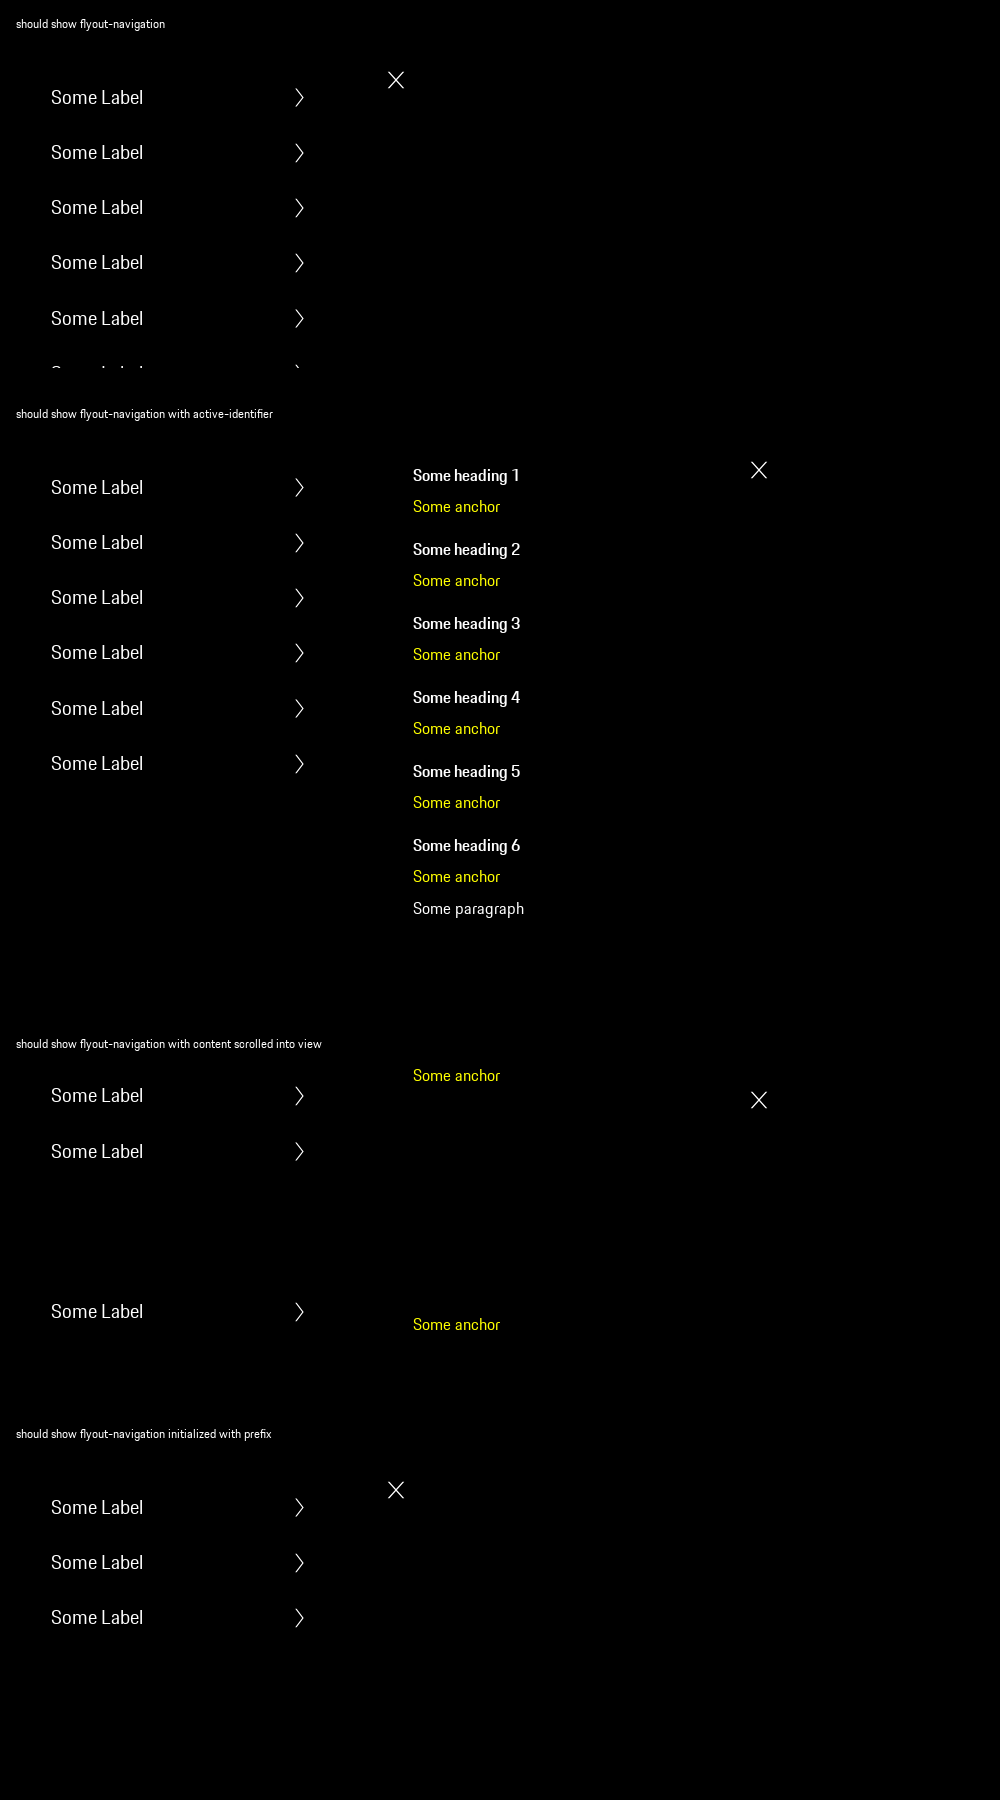 should show flyout-navigation
Some Label
Some Label
Some Label
Some Label
Some Label
should show flyout-navigation with active-identifier
Some Label
Some Label
Some Label
Some Label
Some Label
Some Label
Some heading 1
Some anchor
Some heading 2
Some anchor
Some heading 3
Some anchor
Some heading 4
Some anchor
Some heading 5
Some anchor
Some heading 6
Some anchor
Some paragraph
should show flyout-navigation with content scrolled into view
Some Label
Some Label
Some Label
Some anchor
Some anchor
should show flyout-navigation initialized with prefix
Some Label
Some Label
Some Label